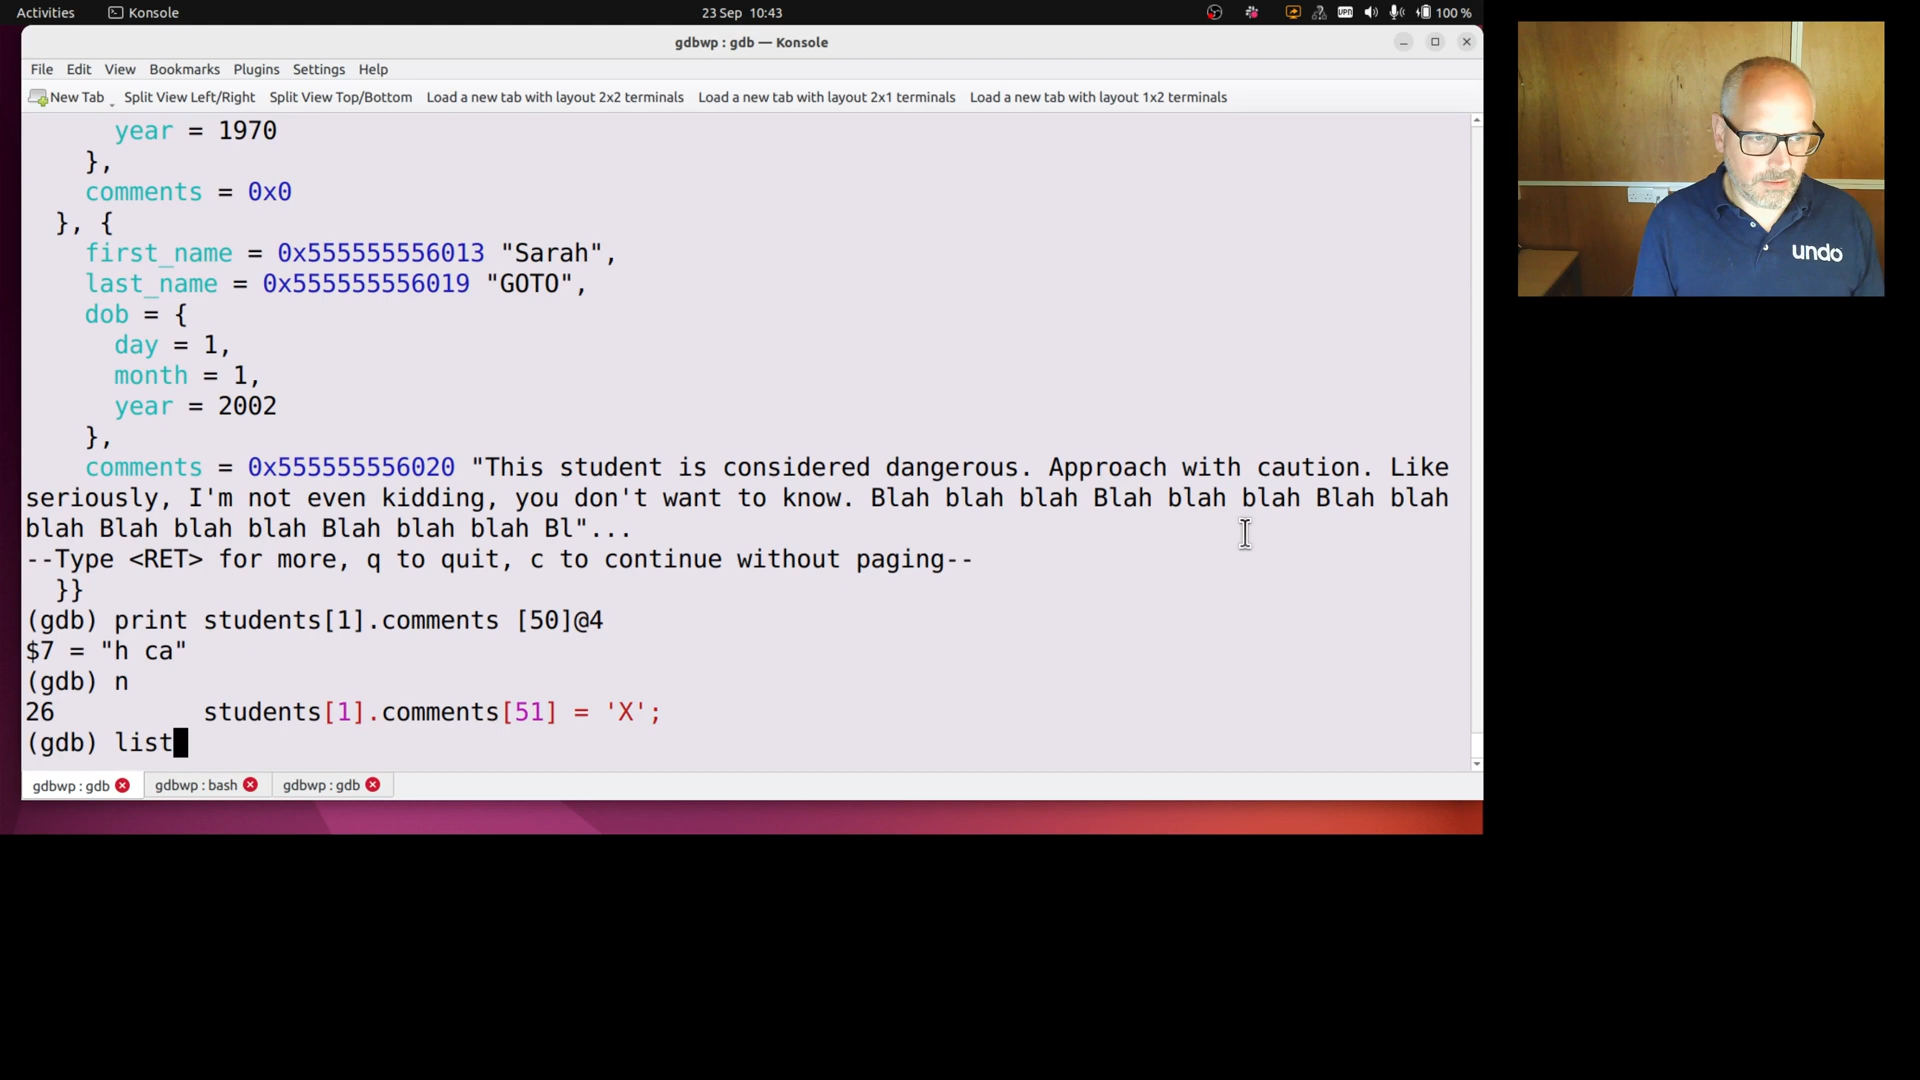 Activities Konsole 23 Sep 10:43 100 %
gdbwp : gdb — Konsole
File Edit View Bookmarks Plugins Settings Help
New Tab Split View Left/Right Split View Top/Bottom Load a new tab with layout 2x2 terminals Load a new tab with layout 2x1 terminals Load a new tab with layout 1x2 terminals
year = 1970
},
comments = 0x0
}, {
first_name = 0x555555556013 "Sarah",
last_name = 0x555555556019 "GOTO",
dob = {
day = 1,
month = 1,
year = 2002
},
comments = 0x555555556020 "This student is considered dangerous. Approach with caution. Like
seriously, I'm not even kidding, you don't want to know. Blah blah blah Blah blah blah Blah blah
blah Blah blah blah Blah blah blah Bl"...
--Type <RET> for more, q to quit, c to continue without paging--
}}
(gdb) print students[1].comments [50]@4
$7 = "h ca"
(gdb) n
26 students[1].comments[51] = 'X';
(gdb) list
gdbwp : gdb gdbwp : bash gdbwp : gdb
undo